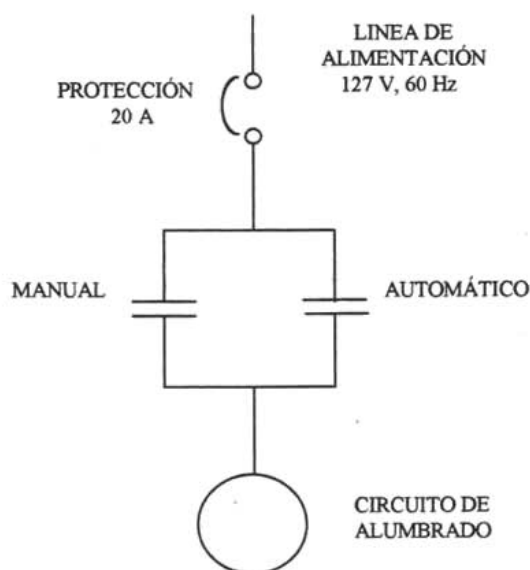 LINEA DE
ALIMENTACIÓN
127 V, 60 Hz
PROTECCIÓN
20 A
MANUAL
AUTOMÁTICO
CIRCUITO DE
ALUMBRADO